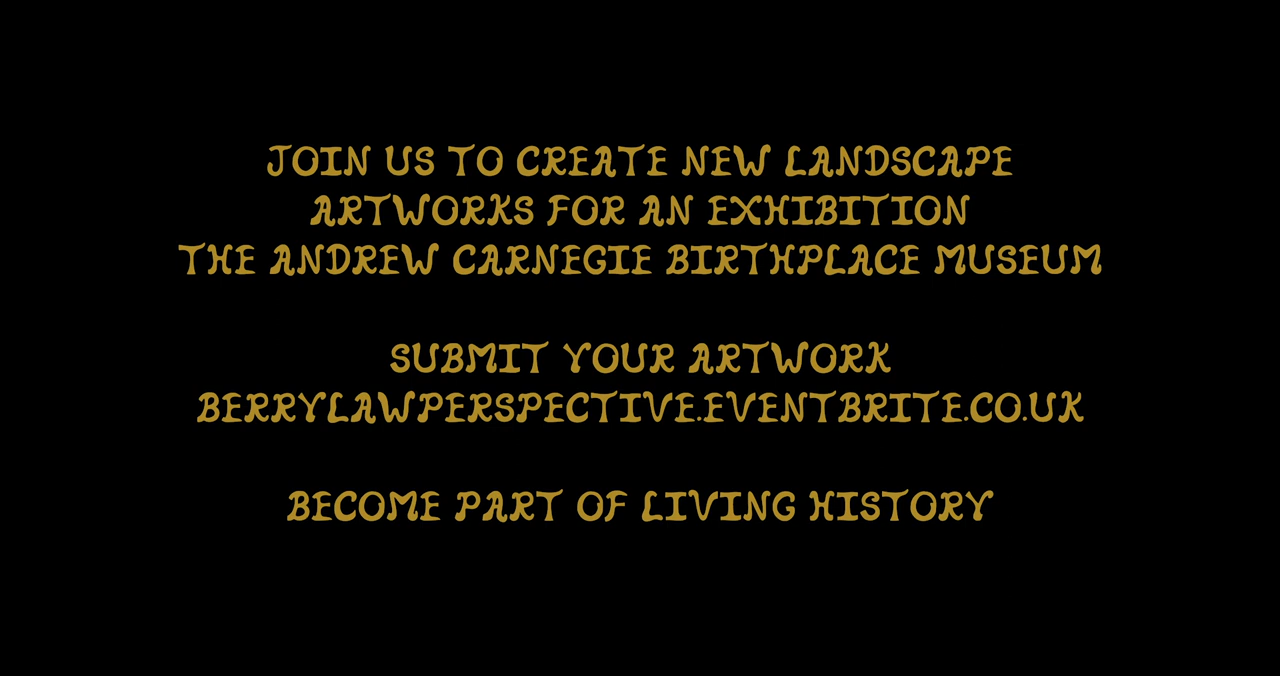 JOIN US TO CREATE NEW LANDSCAPE
ARTWORKS FOR AN EXHIBITION
THE ANDREW CARNEGIE BIRTHPLACE MUSEUM
SUBMIT YOUR ARTWORK
BERRYLAWPERSPECTIVE.EVENTBRITE.CO.UK
BECOME PART OF LIVING HISTORY